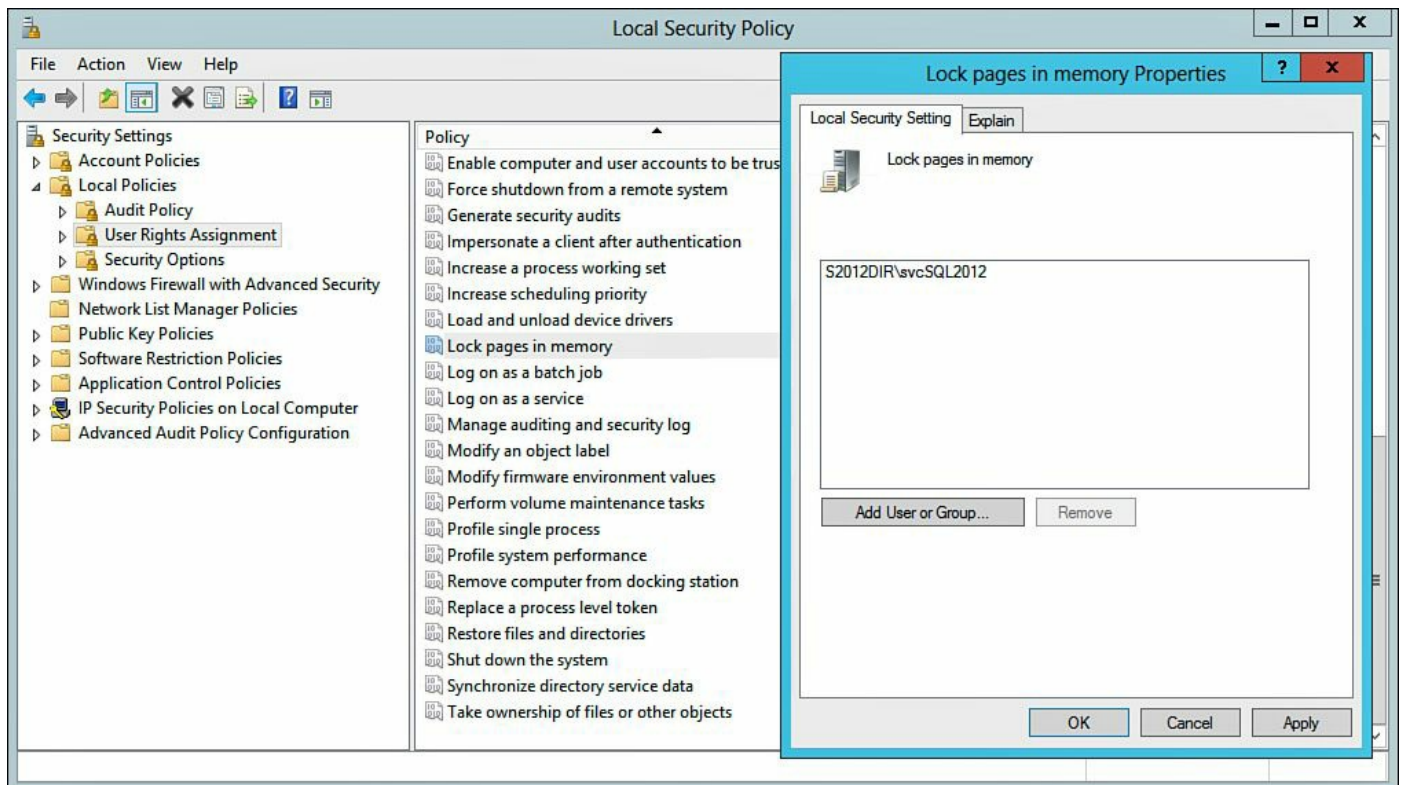 Local Security Policy
File Action View Help
Security Settings
Account Policies
Local Policies
Audit Policy
User Rights Assignment
Security Options
Windows Firewall with Advanced Security
Network List Manager Policies
Public Key Policies
Software Restriction Policies
Application Control Policies
IP Security Policies on Local Computer
Advanced Audit Policy Configuration
Policy
Enable computer and user accounts to be trus
Force shutdown from a remote system
Generate security audits
Impersonate a client after authentication
Increase a process working set
Increase scheduling priority
Load and unload device drivers
Lock pages in memory
Log on as a batch job
Log on as a service
Manage auditing and security log
Modify an object label
Modify firmware environment values
Perform volume maintenance tasks
Profile single process
Profile system performance
Remove computer from docking station
Replace a process level token
Restore files and directories
Shut down the system
Synchronize directory service data
Take ownership of files or other objects
Lock pages in memory Properties
Local Security Setting Explain
Lock pages in memory
S2012DIR\svcSQL2012
Add User or Group... Remove
OK Cancel Apply